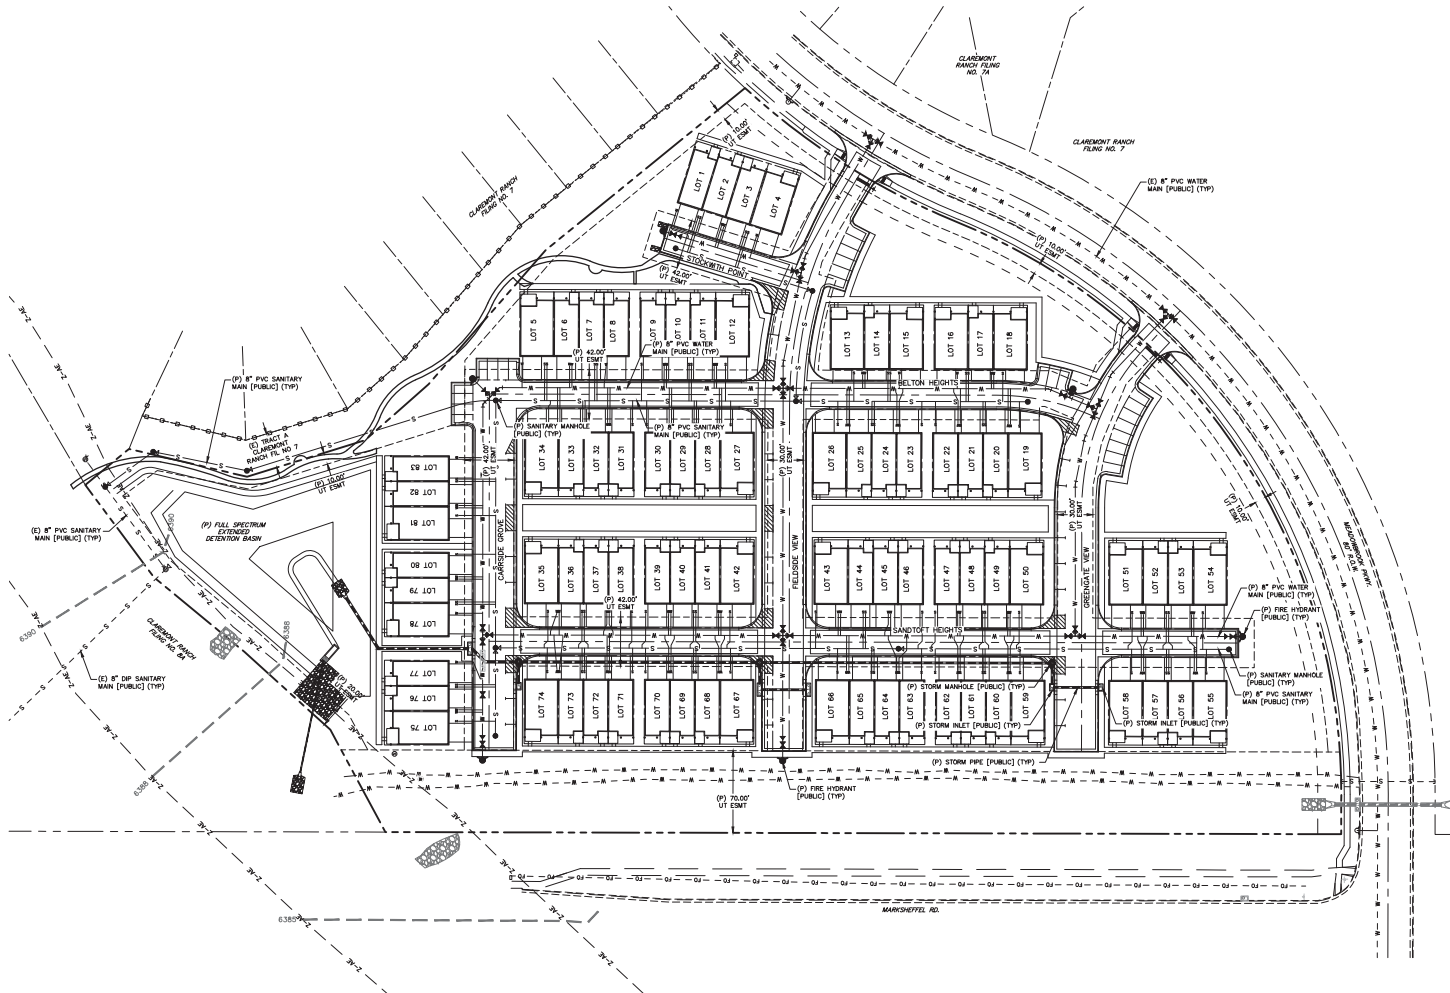 CLAREMONT
RANCH FILING
NO. 7A
CLAREMONT RANCH
FILING NO. 7
(E) 8" PVC WATER
MAIN [PUBLIC] (TYP)
CLAREMONT RANCH
FILING NO. 7
(P) 10.00'
UT ESMT
LOT 1
LOT 2
LOT 3
LOT 4
STOCKWITH POINT
(P) 42.00'
UT ESMT
(P) 10.00'
UT ESMT
LOT 5
LOT 6
LOT 7
LOT 8
LOT 9
LOT 10
LOT 11
LOT 12
LOT 13
LOT 14
LOT 15
LOT 16
LOT 17
LOT 18
(P) 42.00'
UT ESMT
(P) 8" PVC WATER
MAIN [PUBLIC] (TYP)
(P) 8" PVC SANITARY
MAIN [PUBLIC] (TYP)
BELTON HEIGHTS
(P) SANITARY MANHOLE
[PUBLIC] (TYP)
(P) 8" PVC SANITARY
MAIN [PUBLIC] (TYP)
(E) TRACT A
CLAREMONT
RANCH FIL NO 7
(P) 10.00'
UT ESMT
LOT 83
LOT 82
LOT 81
LOT 80
LOT 79
LOT 78
LOT 77
LOT 76
LOT 75
(P) 42.00'
UT ESMT
CARRSIDE GROVE
LOT 34
LOT 33
LOT 32
LOT 31
LOT 30
LOT 29
LOT 28
LOT 27
(P) 30.00'
UT ESMT
FIELDSIDE VIEW
LOT 26
LOT 25
LOT 24
LOT 23
LOT 22
LOT 21
LOT 20
LOT 19
(P) 30.00'
UT ESMT
GREENGATE VIEW
(P) 10.00'
UT ESMT
MEADOWBROOK PKWY.
80' R.O.W.
(P) FULL SPECTRUM
EXTENDED
DETENTION BASIN
(E) 8" PVC SANITARY
MAIN [PUBLIC] (TYP)
6390
6390
6388
6388
6385
CLAREMONT RANCH
FILING NO. 8A
(E) 8" DIP SANITARY
MAIN [PUBLIC] (TYP)
(P) 20.00'
UT ESMT
LOT 35
LOT 36
LOT 37
LOT 38
LOT 39
LOT 40
LOT 41
LOT 42
LOT 43
LOT 44
LOT 45
LOT 46
LOT 47
LOT 48
LOT 49
LOT 50
LOT 51
LOT 52
LOT 53
LOT 54
(P) 42.00'
UT ESMT
SANDTOFT HEIGHTS
(P) 8" PVC WATER
MAIN [PUBLIC] (TYP)
(P) FIRE HYDRANT
[PUBLIC] (TYP)
(P) SANITARY MANHOLE
[PUBLIC] (TYP)
(P) 8" PVC SANITARY
MAIN [PUBLIC] (TYP)
LOT 74
LOT 73
LOT 72
LOT 71
LOT 70
LOT 69
LOT 68
LOT 67
LOT 66
LOT 65
LOT 64
LOT 63
LOT 62
LOT 61
LOT 60
LOT 59
LOT 58
LOT 57
LOT 56
LOT 55
(P) STORM MANHOLE [PUBLIC] (TYP)
(P) STORM INLET [PUBLIC] (TYP)
(P) STORM INLET [PUBLIC] (TYP)
(P) STORM PIPE [PUBLIC] (TYP)
(P) FIRE HYDRANT
[PUBLIC] (TYP)
(P) 70.00'
UT ESMT
MARKSHEFFEL RD.